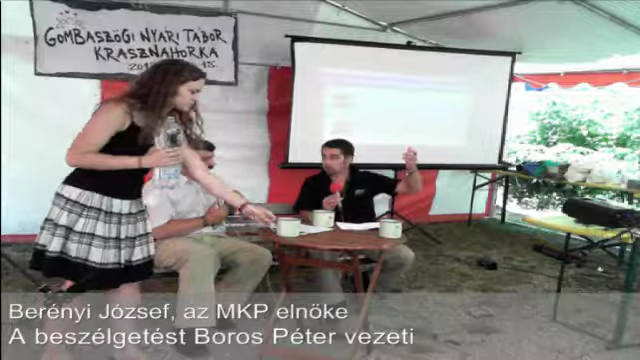 GOMBASZÖGI NYÁRI TÁBOR
KRASZNAHORKA
Berényi József, az MKP elnöke
A beszélgetést Boros Péter vezeti